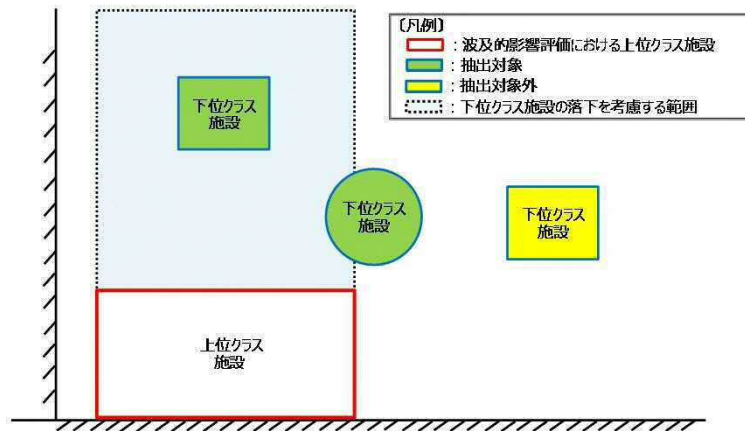 〔凡例〕
：波及的影響評価における上位クラス施設
：抽出対象
：抽出対象外
：下位クラス施設の落下を考慮する範囲
下位クラス
施設
下位クラス
施設
下位クラス
施設
上位クラス
施設